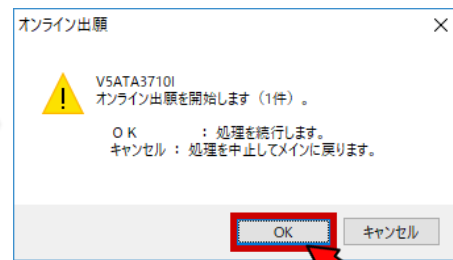 オンライン出願
V5ATA3710I
オンライン出願を開始します（1件）。
ＯＫ　　　：処理を続行します。
キャンセル：処理を中止してメインに戻ります。
OK　キャンセル